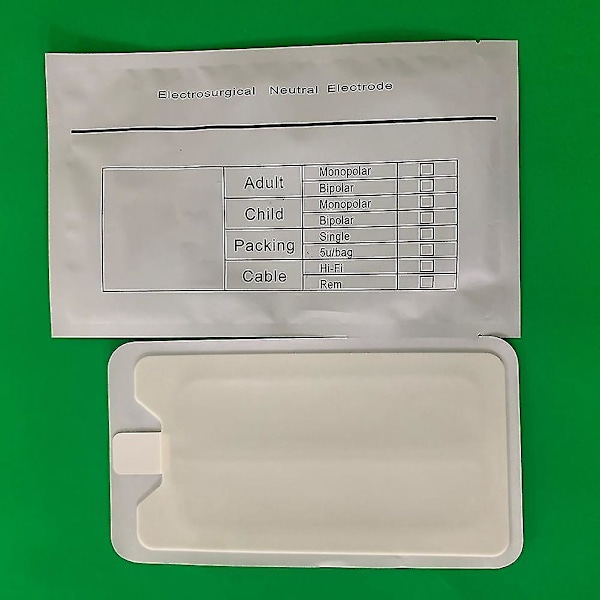 Electrosurgical Neutral Electrode
Adult
Monopolar
Bipolar
Child
Monopolar
Bipolar
Packing
Single
5u/bag
Cable
Hi-Fi
Rem